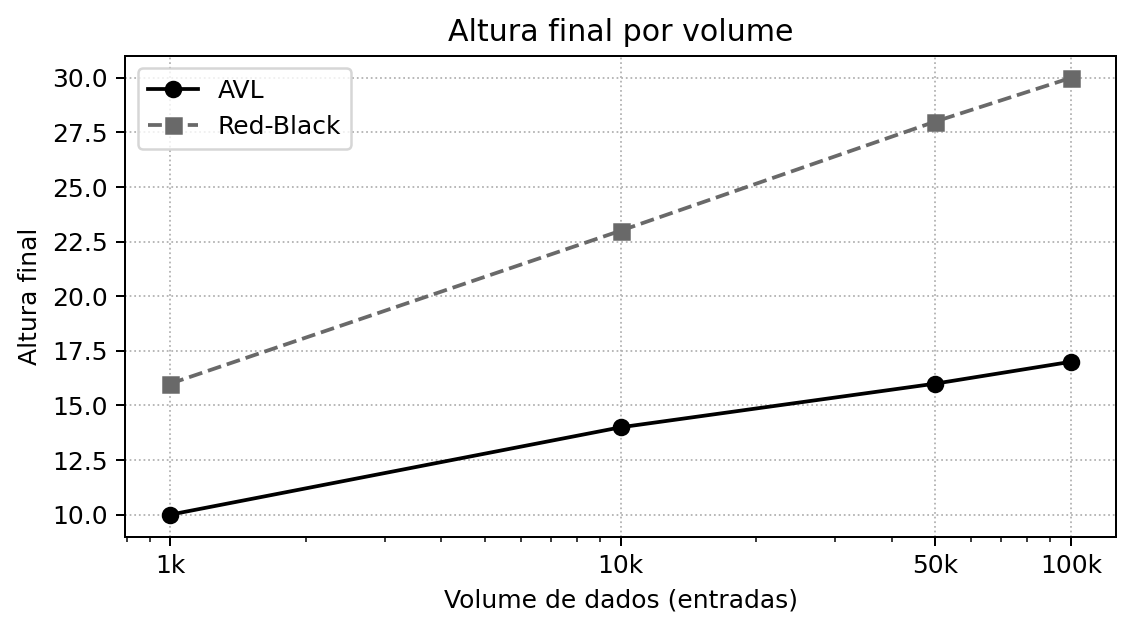 Altura final por volume
AVL
Red-Black
Altura final
30.0
27.5
25.0
22.5
20.0
17.5
15.0
12.5
10.0
1k
10k
50k
100k
Volume de dados (entradas)